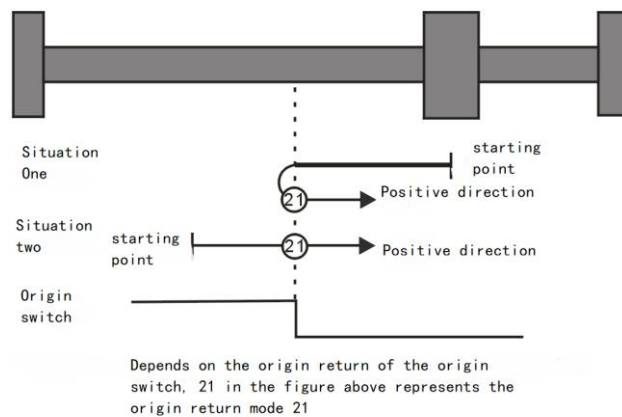 Situation
One
starting
point
21
Positive direction
Situation
two
starting
point
21
Positive direction
Origin
switch
Depends on the origin return of the origin
switch, 21 in the figure above represents the
origin return mode 21